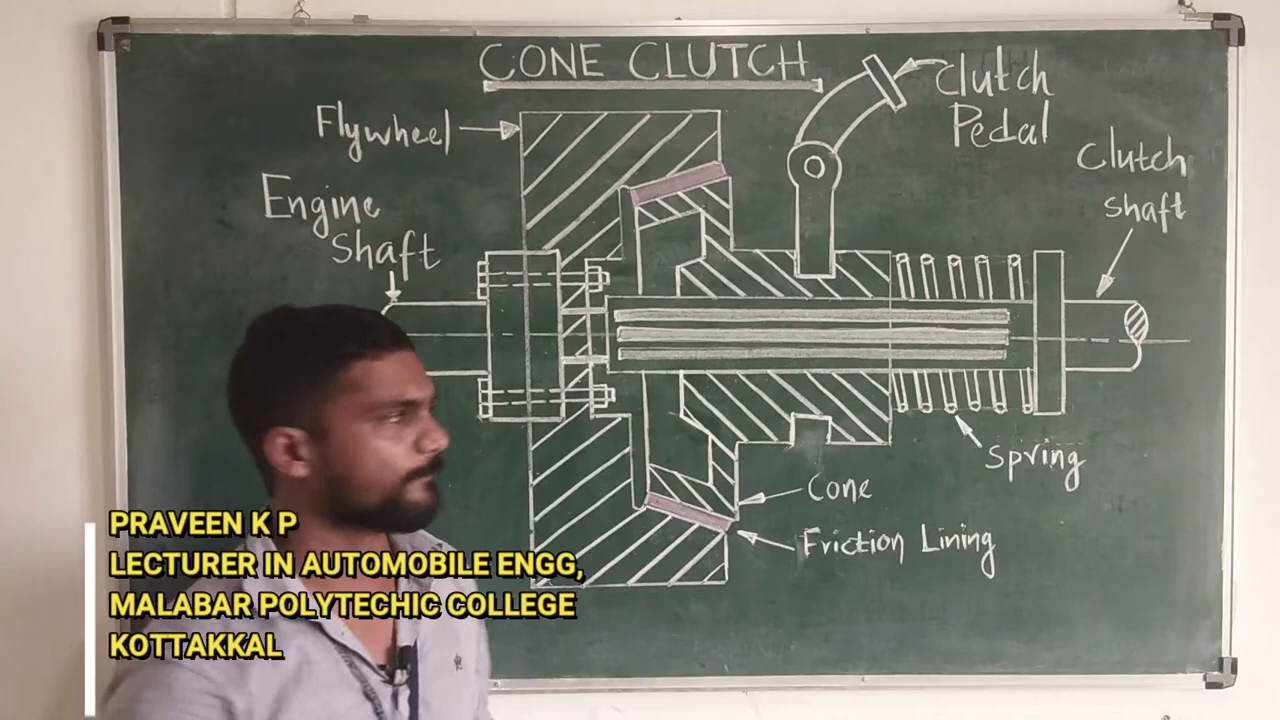 CONE CLUTCH
Clutch
Pedal
Flywheel
Clutch
shaft
Engine
Shaft
Spring
Cone
Friction Lining
PRAVEEN K P
LECTURER IN AUTOMOBILE ENGG,
MALABAR POLYTECHIC COLLEGE
KOTTAKKAL